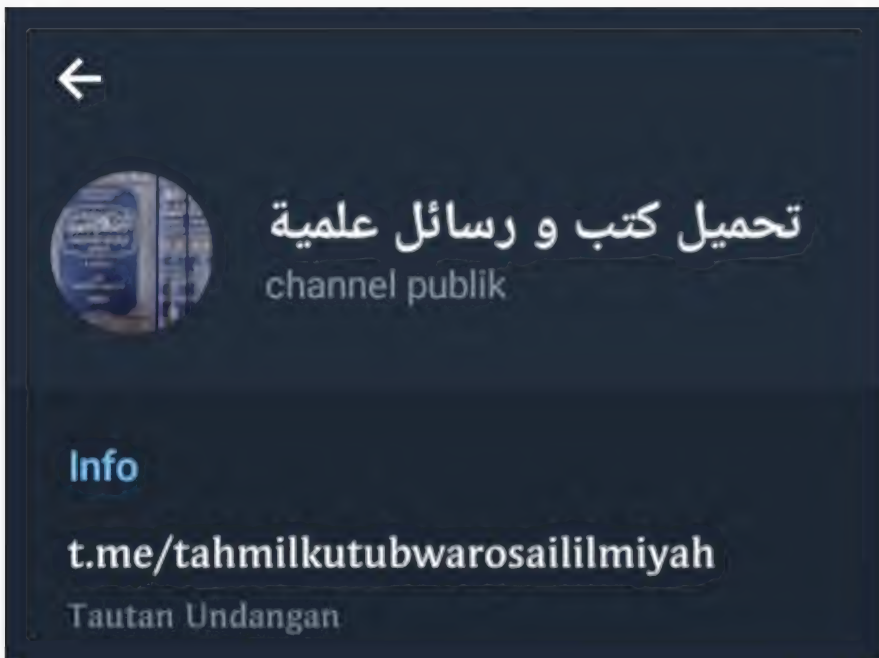 تحميل كتب و رسائل علمية
channel publik
Info
t.me/tahmilkutubwarosaililmiyah
Tautan Undangan